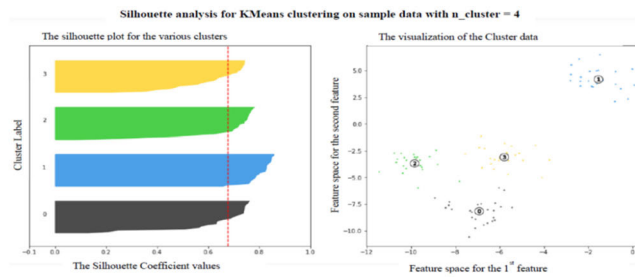 Silhouette analysis for KMeans clustering on sample data with n_cluster = 4
The silhouette plot for the various clusters
Cluster Label
3
2
1
0
-0.1 0.0 0.2 0.4 0.6 0.8 1.0
The Silhouette Coefficient values
The visualization of the Cluster data
Feature space for the second feature
5.0
2.5
0.0
-2.5
-5.0
-7.5
-10.0
1
2
3
0
-12 -10 -8 -6 -4 -2 0
Feature space for the 1st feature